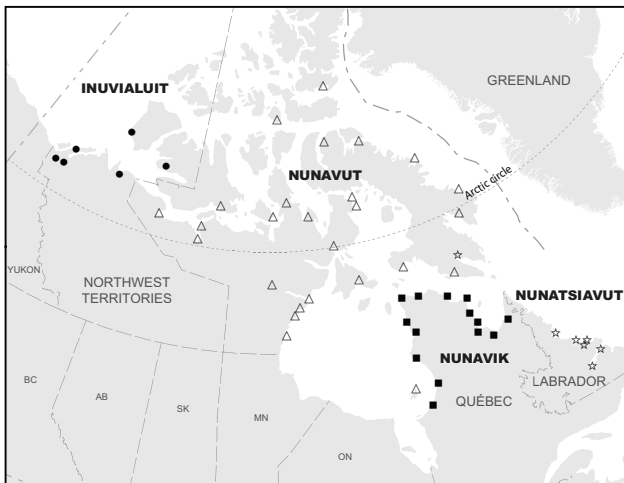 GREENLAND
INUVIALUIT
NUNAVUT
Arctic circle
YUKON
NORTHWEST
TERRITORIES
NUNATSIAVUT
NUNAVIK
LABRADOR
QUÉBEC
BC
AB
SK
MN
ON